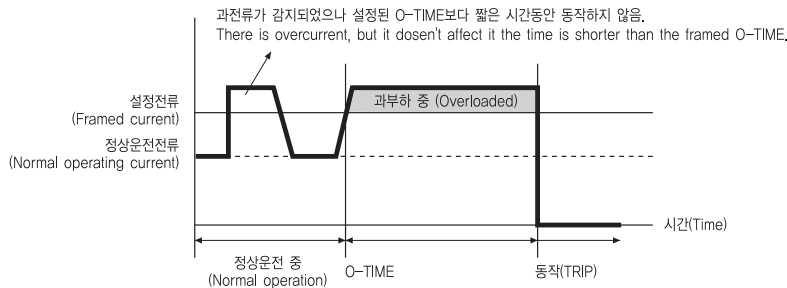 과전류가 감지되었으나 설정된 O-TIME보다 짧은 시간동안 동작하지 않음.
There is overcurrent, but it dosen't affect it the time is shorter than the framed O-TIME.
과부하 중 (Overloaded)
설정전류
(Framed current)
정상운전전류
(Normal operating current)
시간(Time)
정상운전 중
(Normal operation)
O-TIME
동작(TRIP)